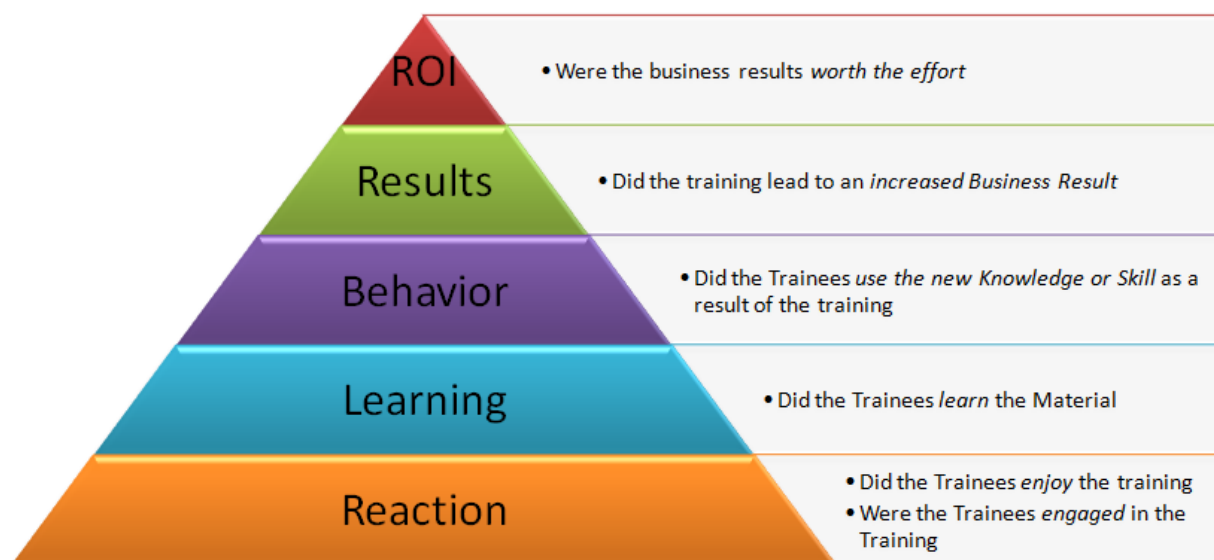 ROI
• Were the business results worth the effort
Results
• Did the training lead to an increased Business Result
Behavior
• Did the Trainees use the new Knowledge or Skill as a
result of the training
Learning
• Did the Trainees learn the Material
Reaction
• Did the Trainees enjoy the training
• Were the Trainees engaged in the
Training